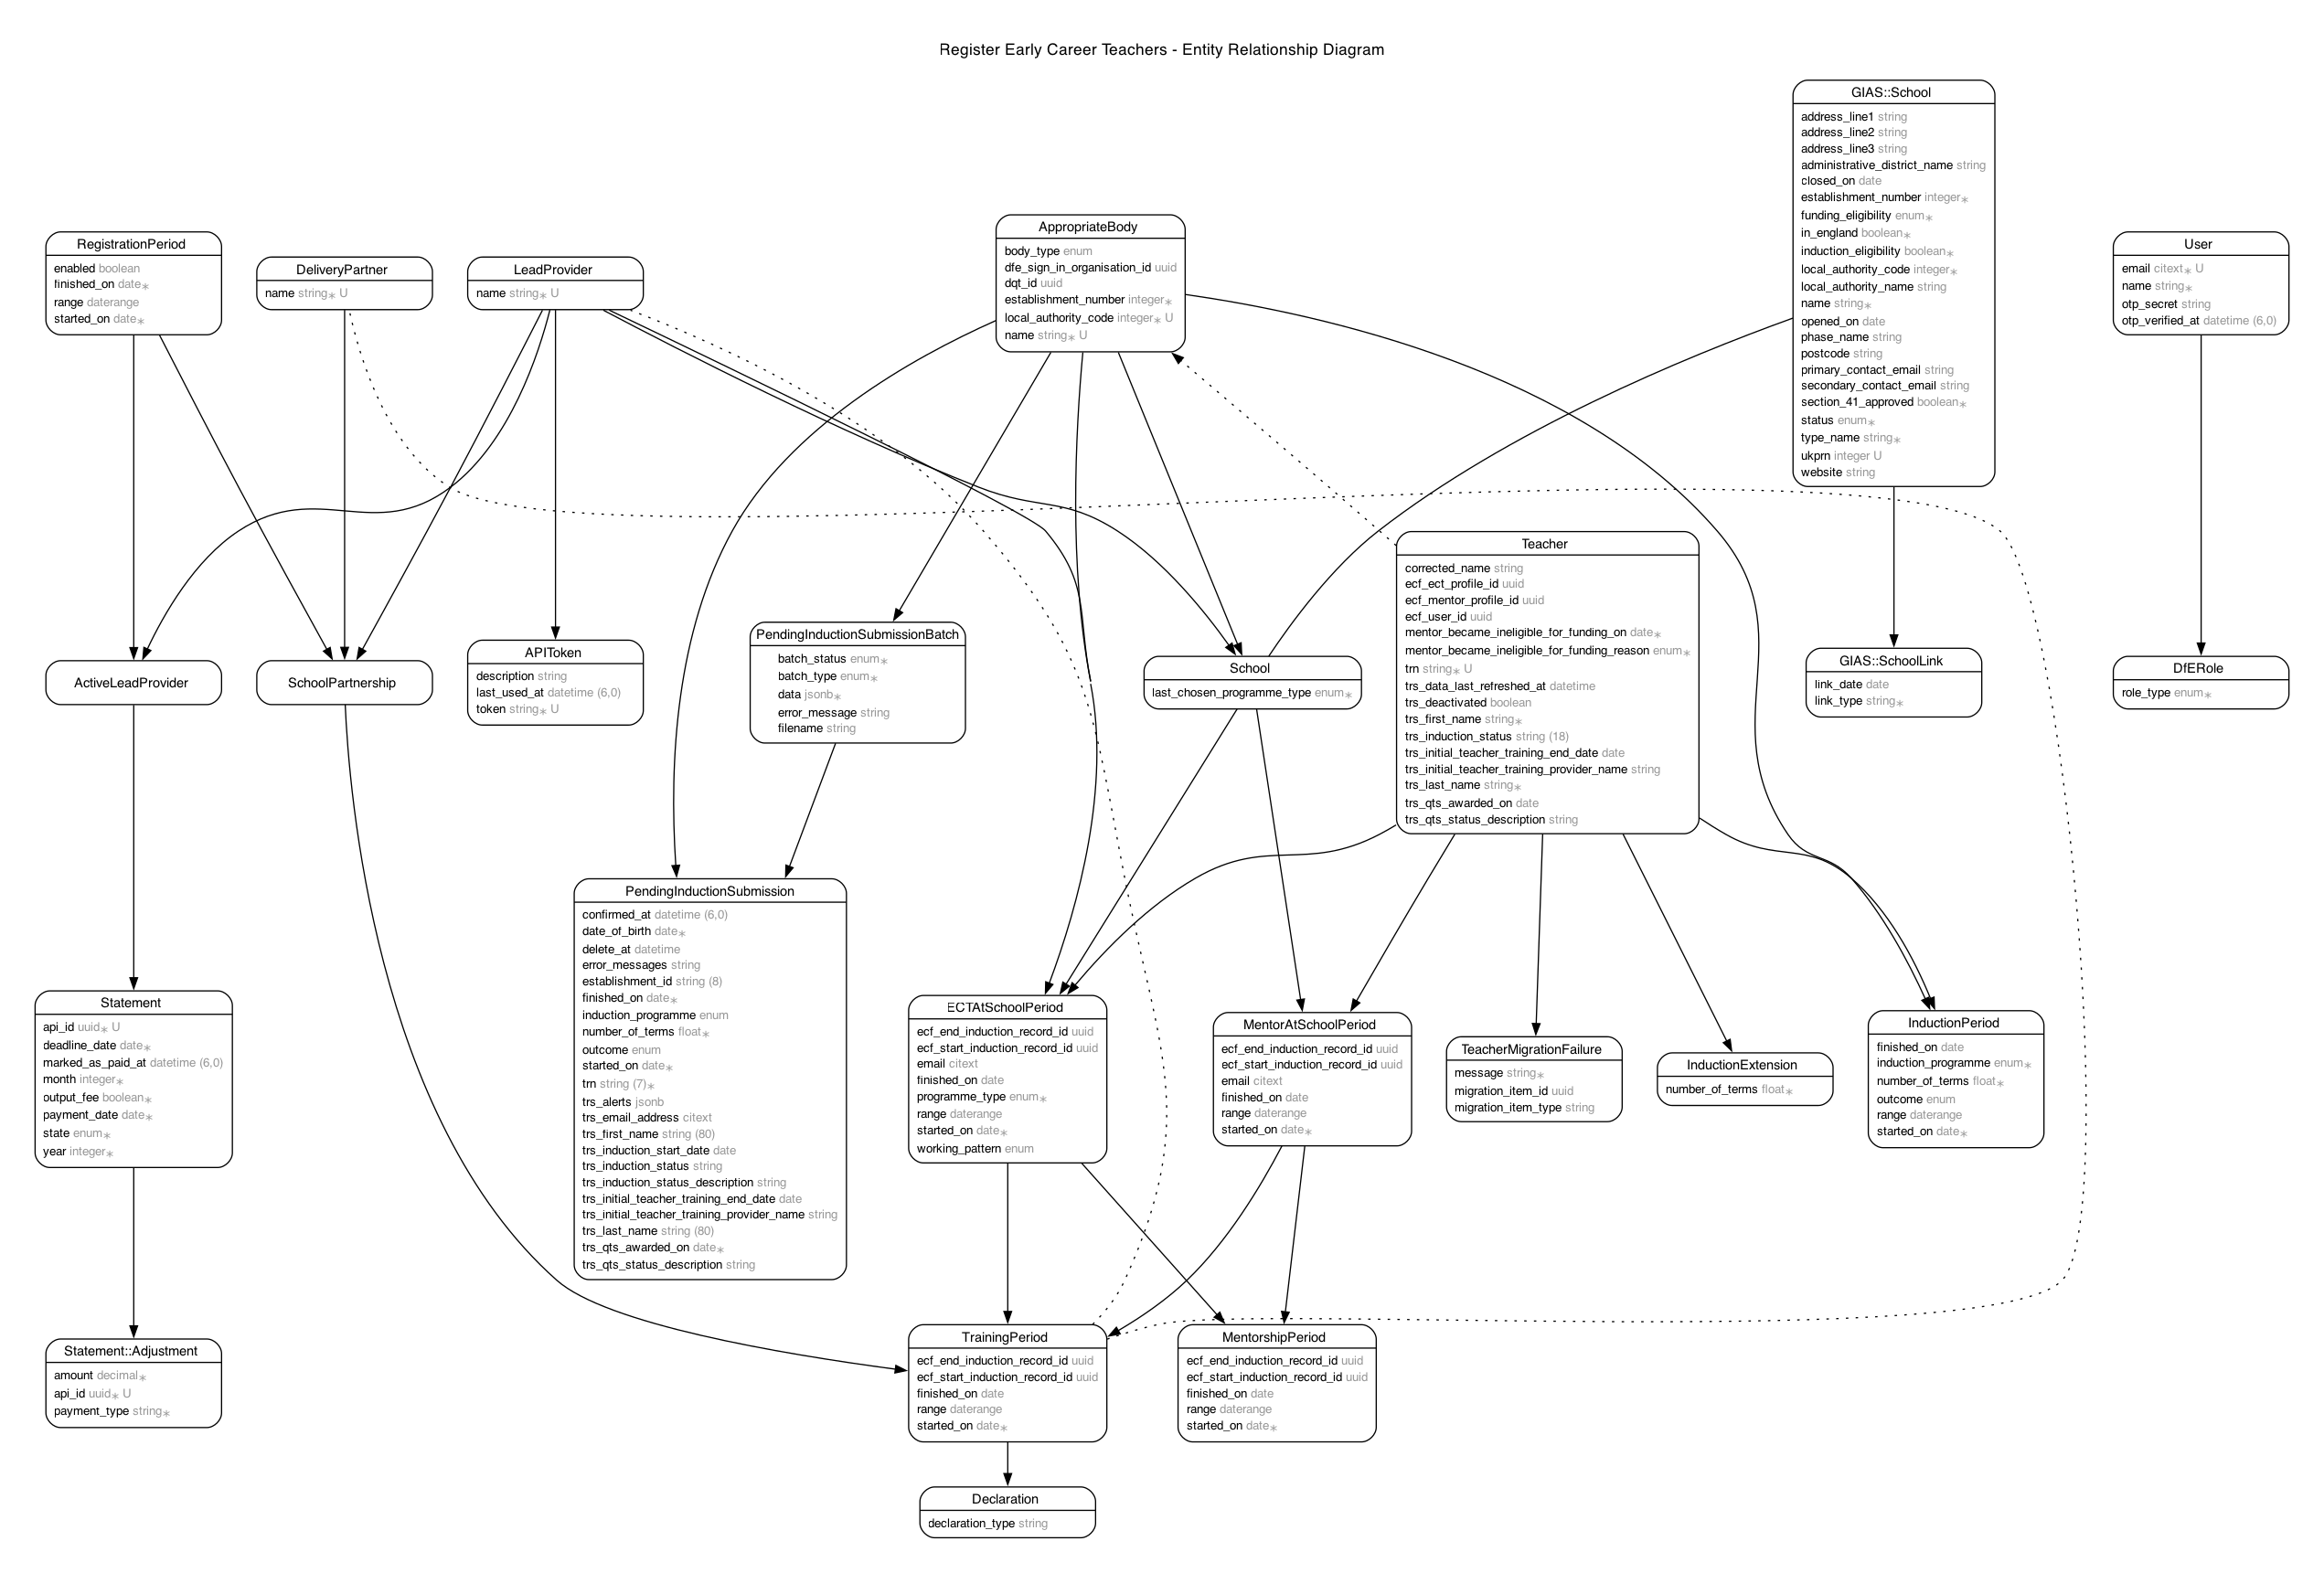 Register Early Career Teachers - Entity Relationship Diagram
GIAS::School
address_line1 string
address_line2 string
address_line3 string
administrative_district_name string
closed_on date
establishment_number integer∗
funding_eligibility enum∗
in_england boolean∗
induction_eligibility boolean∗
local_authority_code integer∗
local_authority_name string
name string∗
opened_on date
phase_name string
postcode string
primary_contact_email string
secondary_contact_email string
section_41_approved boolean∗
status enum∗
type_name string∗
ukprn integer U
website string
AppropriateBody
body_type enum
dfe_sign_in_organisation_id uuid
dqt_id uuid
establishment_number integer∗
local_authority_code integer∗ U
name string∗ U
RegistrationPeriod
enabled boolean
finished_on date∗
range daterange
started_on date∗
DeliveryPartner
name string∗ U
LeadProvider
name string∗ U
User
email citext∗ U
name string∗
otp_secret string
otp_verified_at datetime (6,0)
Teacher
corrected_name string
ecf_ect_profile_id uuid
ecf_mentor_profile_id uuid
ecf_user_id uuid
mentor_became_ineligible_for_funding_on date∗
mentor_became_ineligible_for_funding_reason enum∗
trn string∗ U
trs_data_last_refreshed_at datetime
trs_deactivated boolean
trs_first_name string∗
trs_induction_status string (18)
trs_initial_teacher_training_end_date date
trs_initial_teacher_training_provider_name string
trs_last_name string∗
trs_qts_awarded_on date
trs_qts_status_description string
ActiveLeadProvider
SchoolPartnership
APIToken
description string
last_used_at datetime (6,0)
token string∗ U
PendingInductionSubmissionBatch
batch_status enum∗
batch_type enum∗
data jsonb∗
error_message string
filename string
School
last_chosen_programme_type enum∗
GIAS::SchoolLink
link_date date
link_type string∗
DfERole
role_type enum∗
PendingInductionSubmission
confirmed_at datetime (6,0)
date_of_birth date∗
delete_at datetime
error_messages string
establishment_id string (8)
finished_on date∗
induction_programme enum
number_of_terms float∗
outcome enum
started_on date∗
trn string (7)∗
trs_alerts jsonb
trs_email_address citext
trs_first_name string (80)
trs_induction_start_date date
trs_induction_status string
trs_induction_status_description string
trs_initial_teacher_training_end_date date
trs_initial_teacher_training_provider_name string
trs_last_name string (80)
trs_qts_awarded_on date∗
trs_qts_status_description string
Statement
api_id uuid∗ U
deadline_date date∗
marked_as_paid_at datetime (6,0)
month integer∗
output_fee boolean∗
payment_date date∗
state enum∗
year integer∗
ECTAtSchoolPeriod
ecf_end_induction_record_id uuid
ecf_start_induction_record_id uuid
email citext
finished_on date
programme_type enum∗
range daterange
started_on date∗
working_pattern enum
MentorAtSchoolPeriod
ecf_end_induction_record_id uuid
ecf_start_induction_record_id uuid
email citext
finished_on date
range daterange
started_on date∗
TeacherMigrationFailure
message string∗
migration_item_id uuid
migration_item_type string
InductionExtension
number_of_terms float∗
InductionPeriod
finished_on date
induction_programme enum∗
number_of_terms float∗
outcome enum
range daterange
started_on date∗
Statement::Adjustment
amount decimal∗
api_id uuid∗ U
payment_type string∗
TrainingPeriod
ecf_end_induction_record_id uuid
ecf_start_induction_record_id uuid
finished_on date
range daterange
started_on date∗
MentorshipPeriod
ecf_end_induction_record_id uuid
ecf_start_induction_record_id uuid
finished_on date
range daterange
started_on date∗
Declaration
declaration_type string